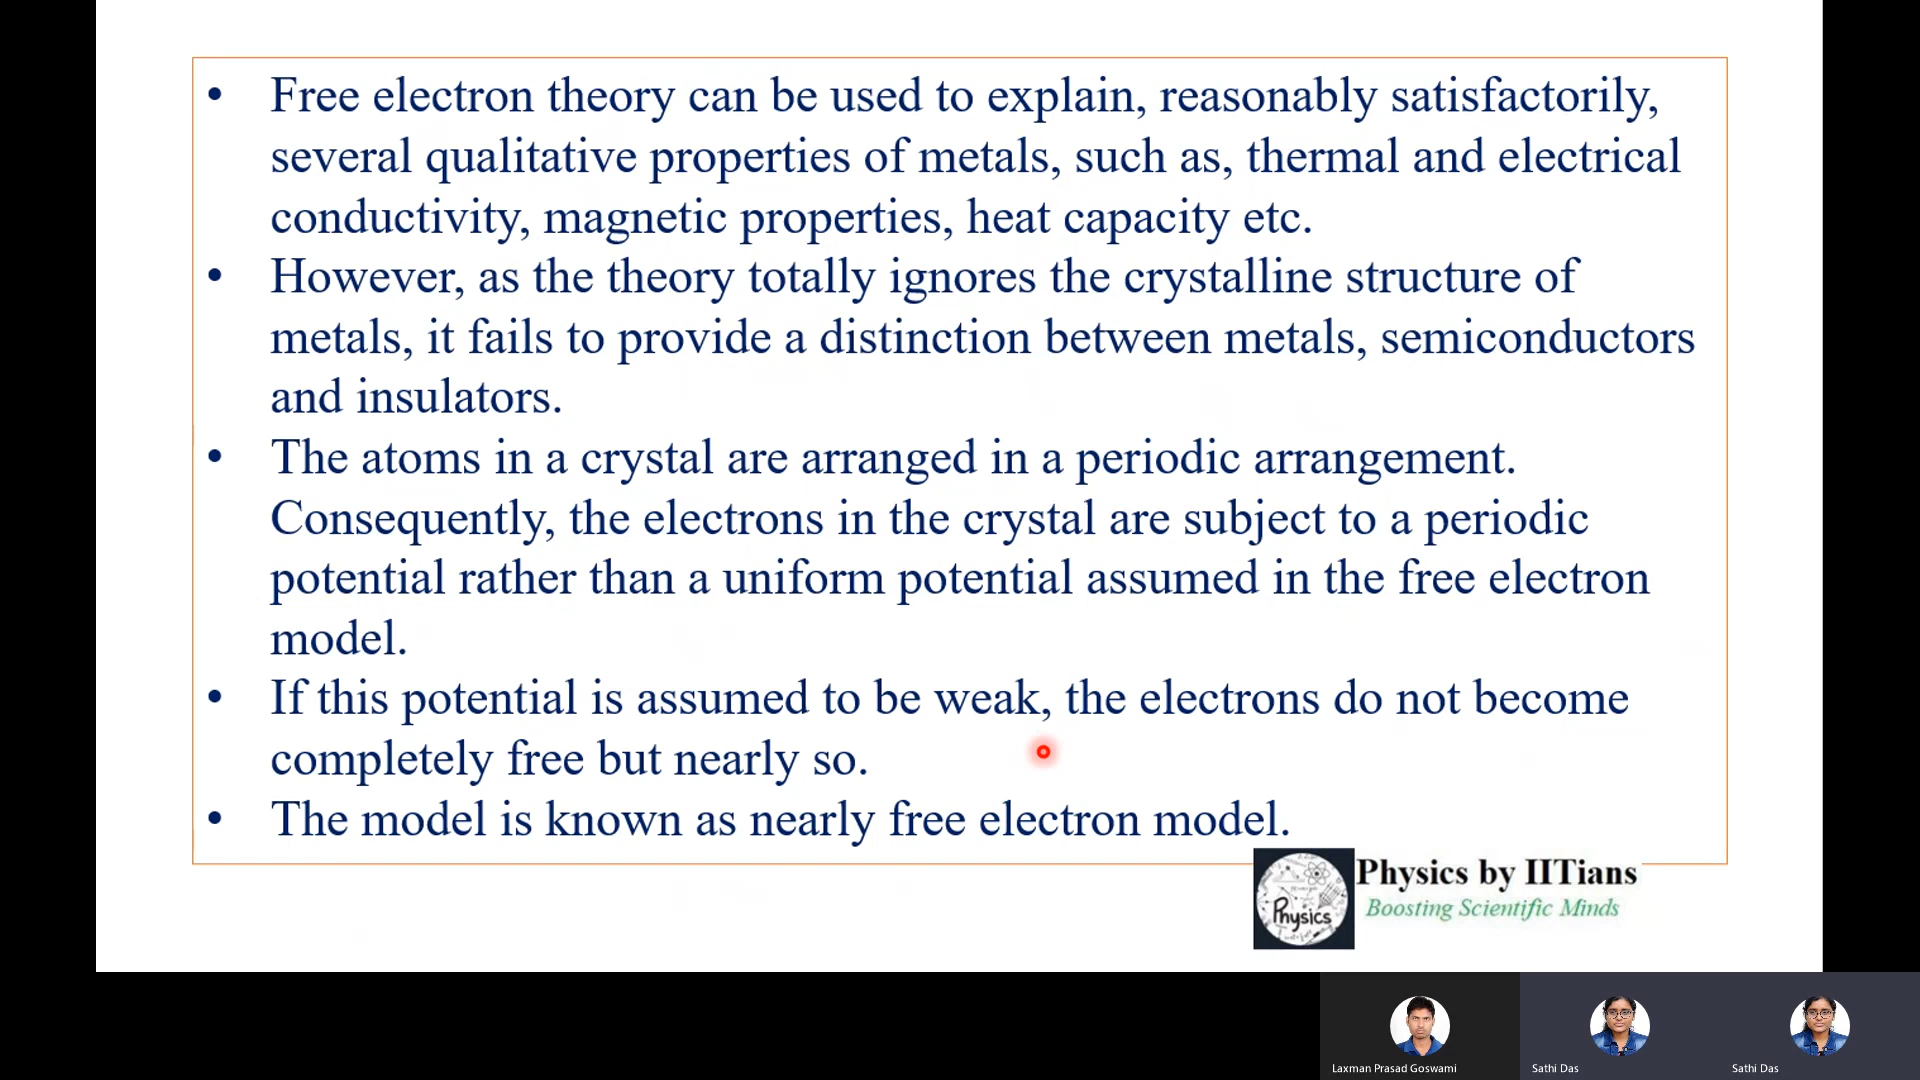 • Free electron theory can be used to explain, reasonably satisfactorily,
several qualitative properties of metals, such as, thermal and electrical
conductivity, magnetic properties, heat capacity etc.
• However, as the theory totally ignores the crystalline structure of
metals, it fails to provide a distinction between metals, semiconductors
and insulators.
• The atoms in a crystal are arranged in a periodic arrangement.
Consequently, the electrons in the crystal are subject to a periodic
potential rather than a uniform potential assumed in the free electron
model.
• If this potential is assumed to be weak, the electrons do not become
completely free but nearly so.
• The model is known as nearly free electron model.
Physics by IITians
Boosting Scientific Minds
Physics
Laxman Prasad Goswami
Sathi Das
Sathi Das